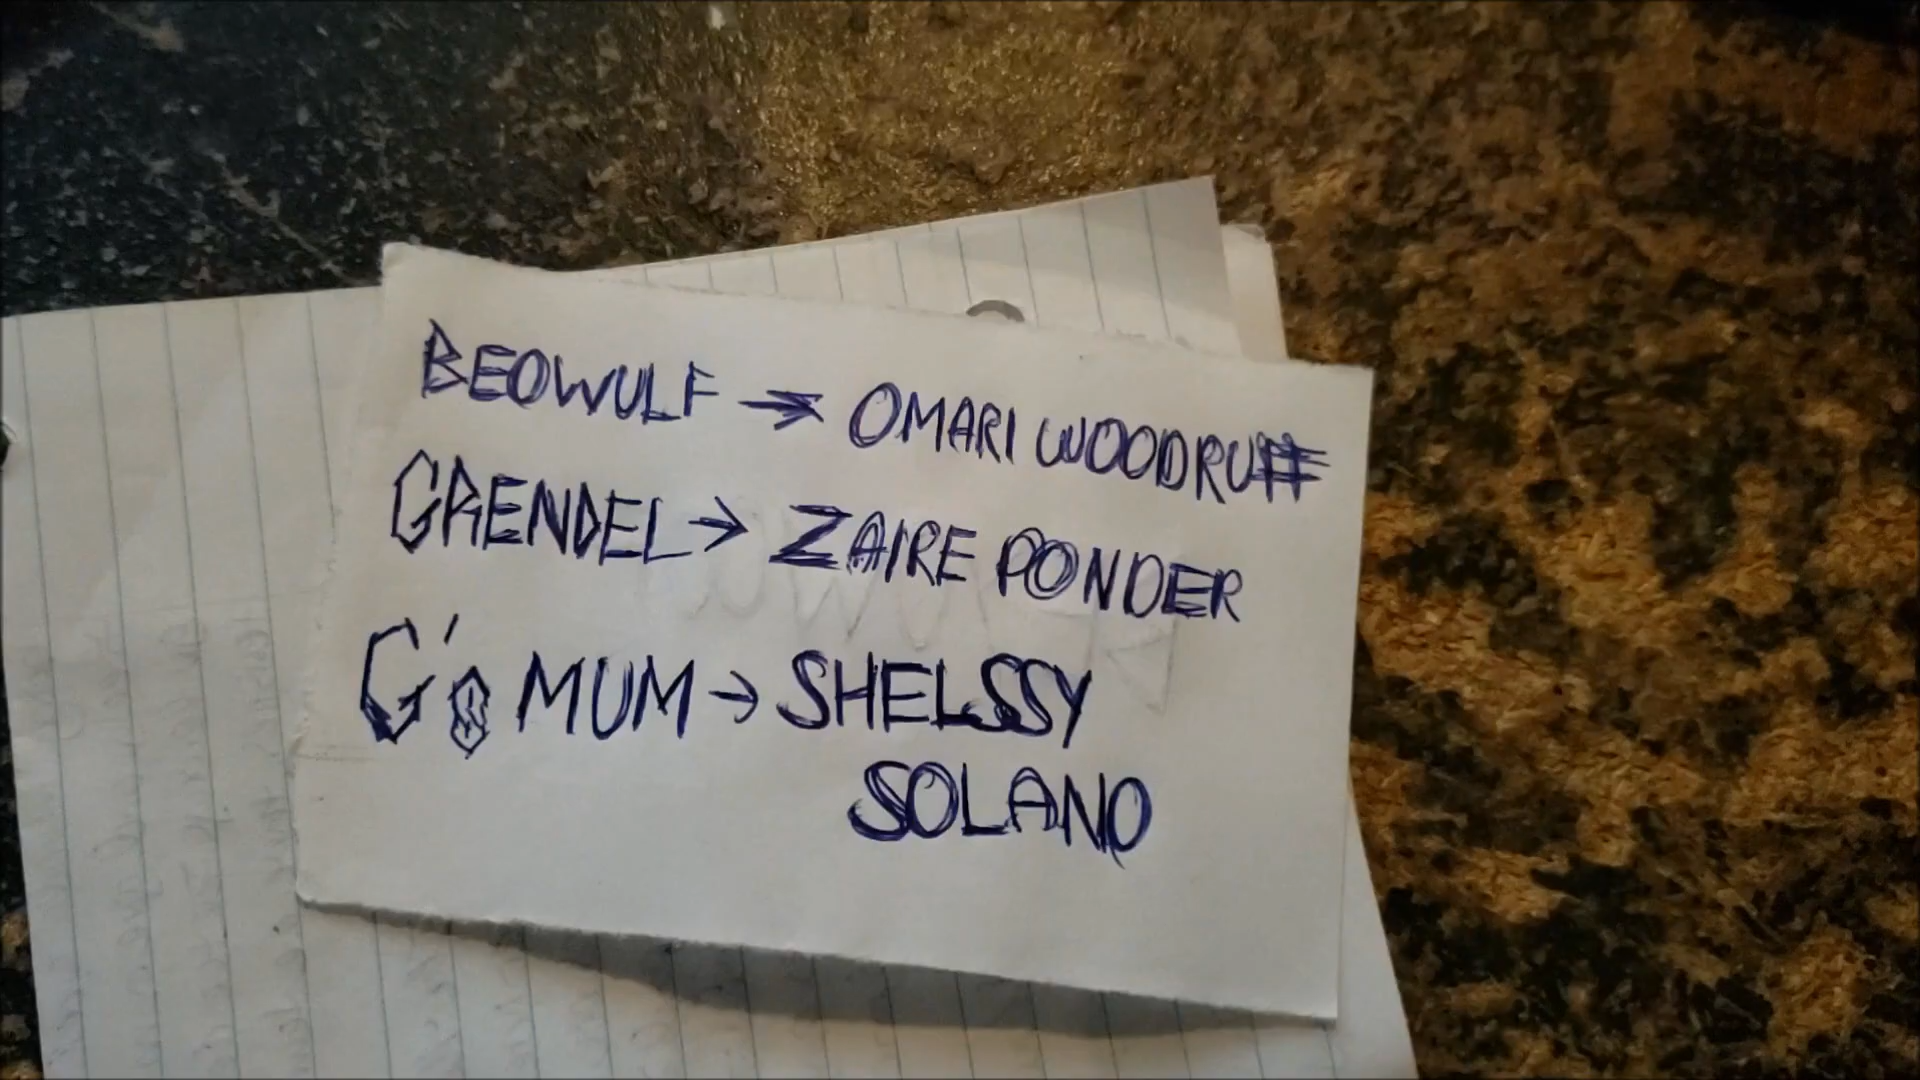 BEOWULF → OMARI WOODRUFF
GRENDEL → ZAIRE PONDER
G's MUM → SHELSSY
SOLANO